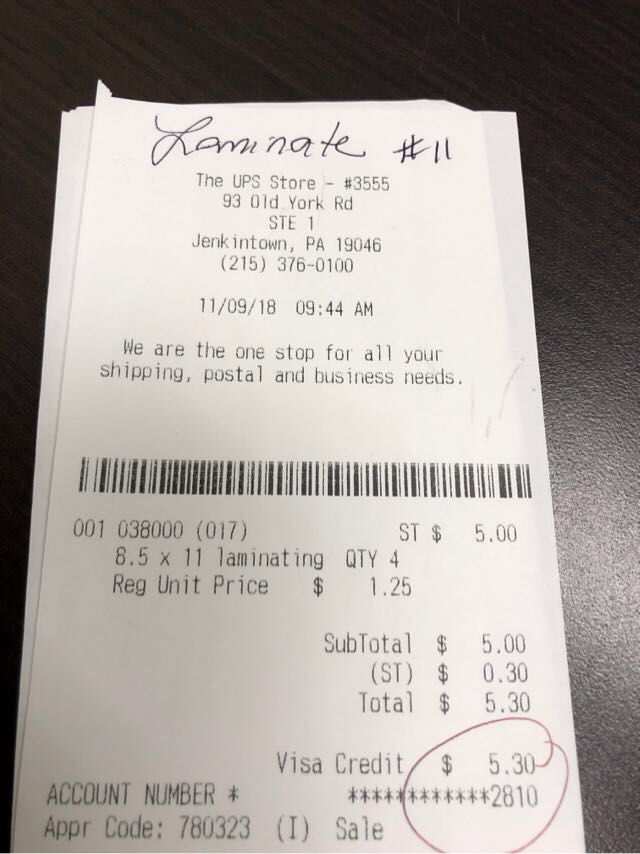 Laminate #11
The UPS Store - #3555
93 Old York Rd
STE 1
Jenkintown, PA 19046
(215) 376-0100
11/09/18 09:44 AM
We are the one stop for all your
shipping, postal and business needs.
001 038000 (017) ST $ 5.00
8.5 x 11 laminating QTY 4
Reg Unit Price $ 1.25
SubTotal $ 5.00
(ST) $ 0.30
Total $ 5.30
Visa Credit $ 5.30
ACCOUNT NUMBER * ************2810
Appr Code: 780323 (I) Sale